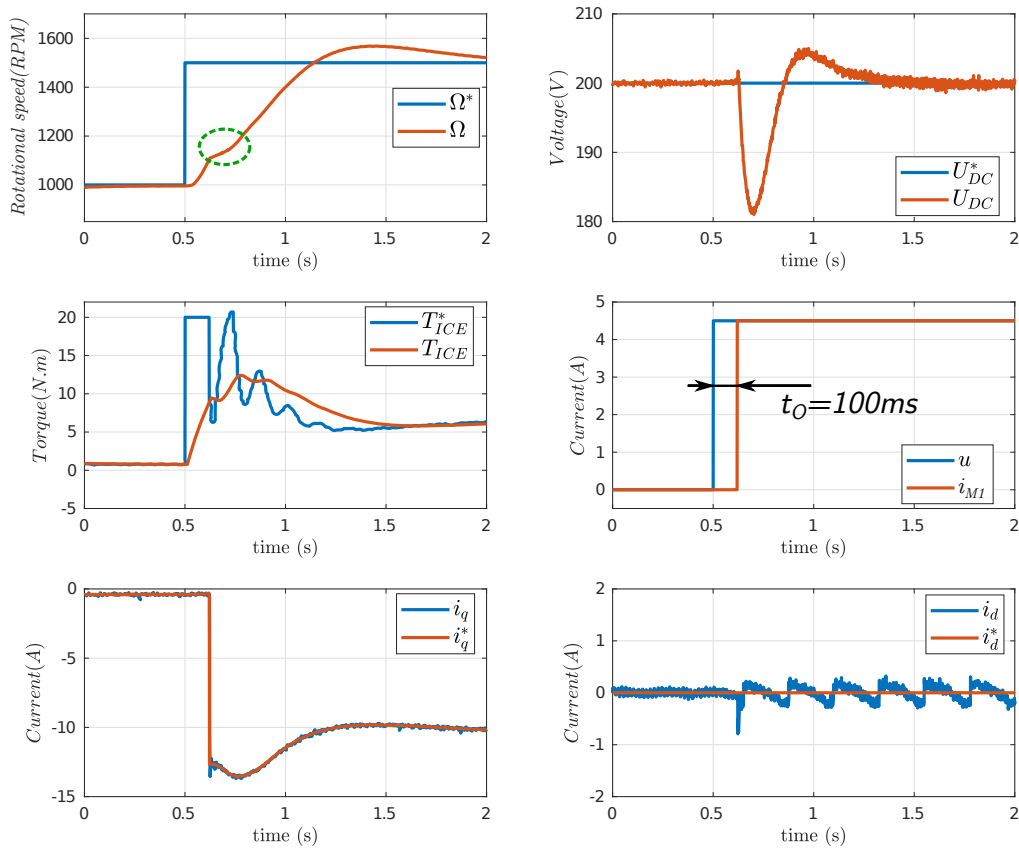 1600
1400
1200
1000
Rotational speed(RPM)
Ω*
Ω
0 0.5 1 1.5 2
time (s)
220
200
190
180
Voltage(V)
U*DC
UDC
0 0.5 1 1.5 2
time (s)
20
15
10
5
0
-5
Torque(N.m)
T*ICE
TICE
0 0.5 1 1.5 2
time (s)
5
4
3
2
1
0
Current(A)
tO=100ms
u
iM1
0 0.5 1 1.5 2
time (s)
0
-5
-10
-15
Current(A)
iq
i*q
0 0.5 1 1.5 2
time (s)
2
1
0
-1
-2
Current(A)
id
i*d
0 0.5 1 1.5 2
time (s)